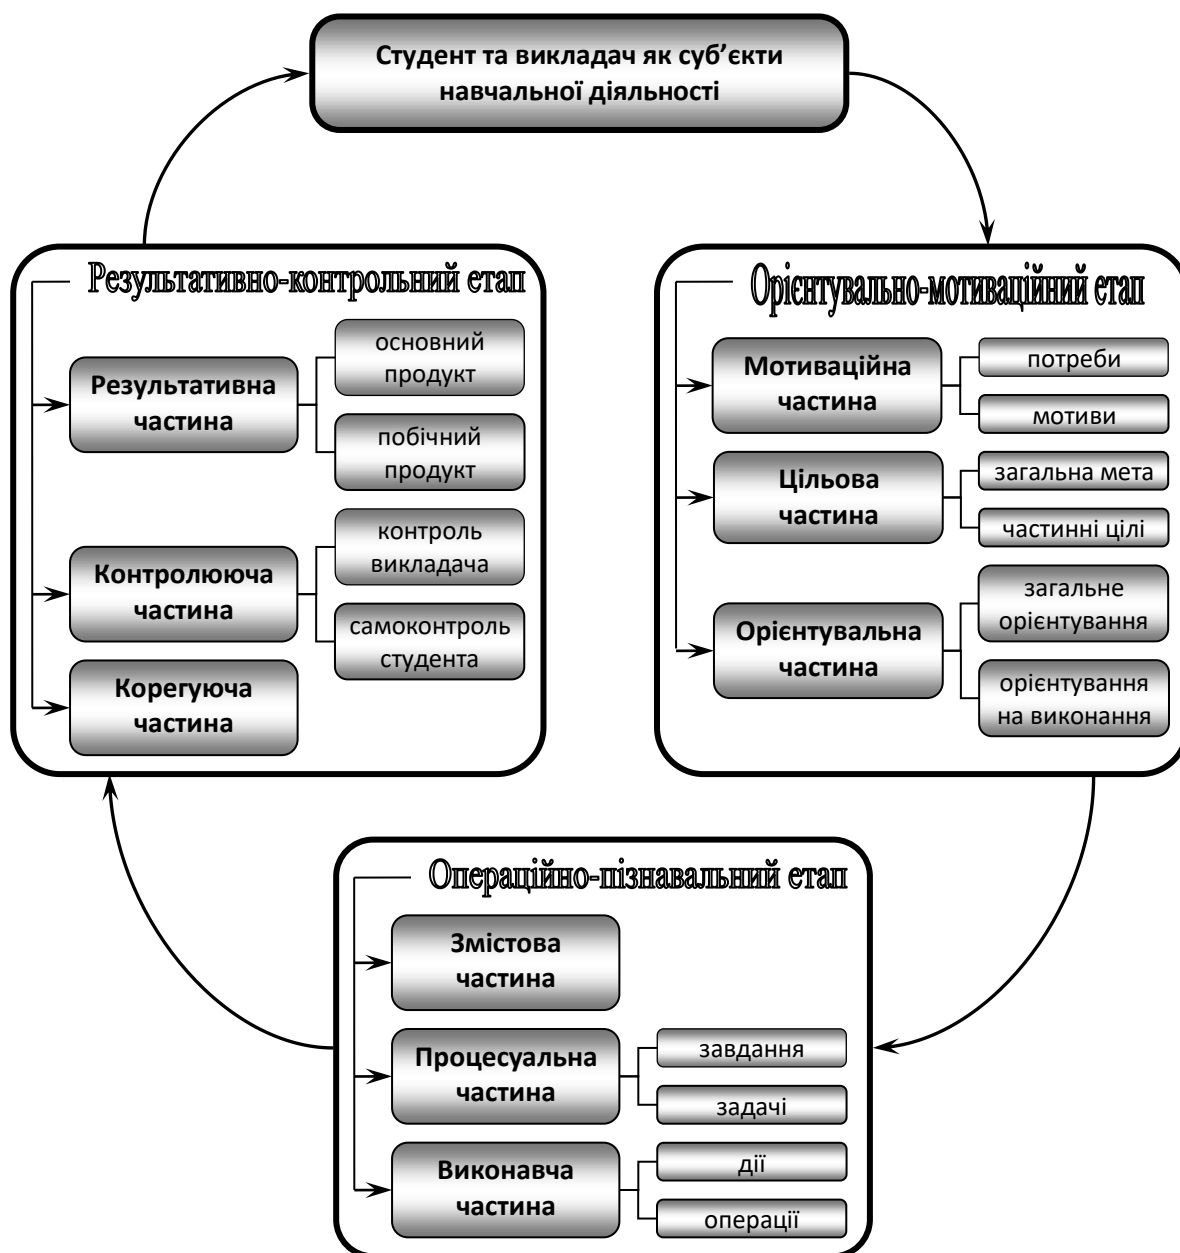 Студент та викладач як суб’єкти
навчальної діяльності
Результативно-контрольний етап
Результативна
частина
основний
продукт
побічний
продукт
Контролююча
частина
контроль
викладача
самоконтроль
студента
Корегуюча
частина
Орієнтувально-мотиваційний етап
Мотиваційна
частина
потреби
мотиви
Цільова
частина
загальна мета
частинні цілі
Орієнтувальна
частина
загальне
орієнтування
орієнтування
на виконання
Операційно-пізнавальний етап
Змістова
частина
Процесуальна
частина
завдання
задачі
Виконавча
частина
дії
операції